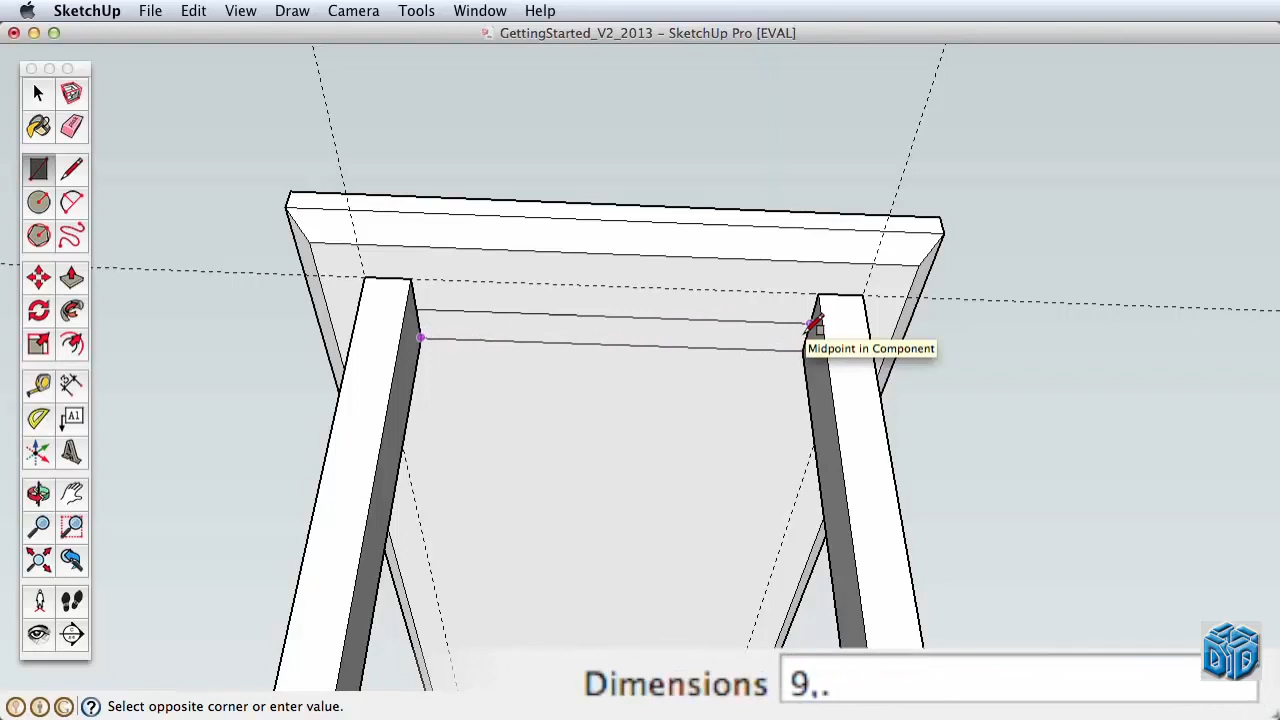 SketchUp File Edit View Draw Camera Tools Window Help
GettingStarted_V2_2013 - SketchUp Pro [EVAL]
A1
Midpoint in Component
Dimensions 9,.
Select opposite corner or enter value.